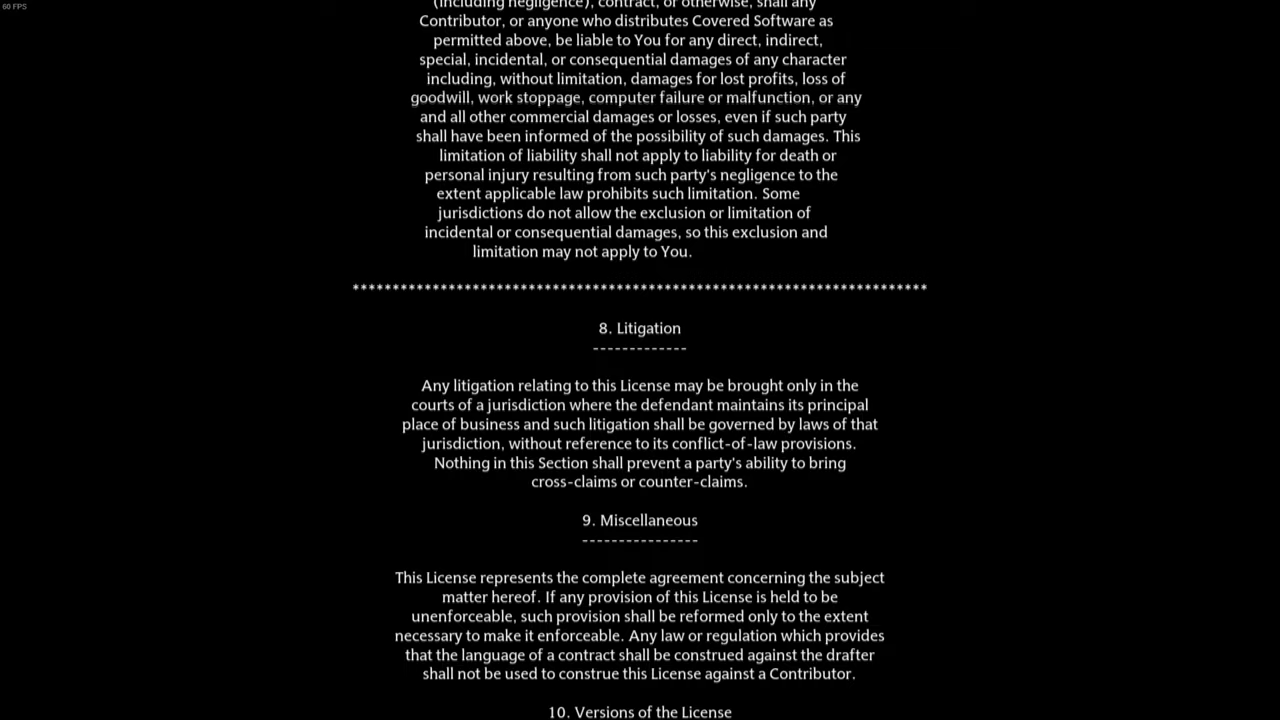 60 FPS
(including negligence), contract, or otherwise, shall any
Contributor, or anyone who distributes Covered Software as
permitted above, be liable to You for any direct, indirect,
special, incidental, or consequential damages of any character
including, without limitation, damages for lost profits, loss of
goodwill, work stoppage, computer failure or malfunction, or any
and all other commercial damages or losses, even if such party
shall have been informed of the possibility of such damages. This
limitation of liability shall not apply to liability for death or
personal injury resulting from such party's negligence to the
extent applicable law prohibits such limitation. Some
jurisdictions do not allow the exclusion or limitation of
incidental or consequential damages, so this exclusion and
limitation may not apply to You.
************************************************************************
8. Litigation
-------------
Any litigation relating to this License may be brought only in the
courts of a jurisdiction where the defendant maintains its principal
place of business and such litigation shall be governed by laws of that
jurisdiction, without reference to its conflict-of-law provisions.
Nothing in this Section shall prevent a party's ability to bring
cross-claims or counter-claims.
9. Miscellaneous
----------------
This License represents the complete agreement concerning the subject
matter hereof. If any provision of this License is held to be
unenforceable, such provision shall be reformed only to the extent
necessary to make it enforceable. Any law or regulation which provides
that the language of a contract shall be construed against the drafter
shall not be used to construe this License against a Contributor.
10. Versions of the License